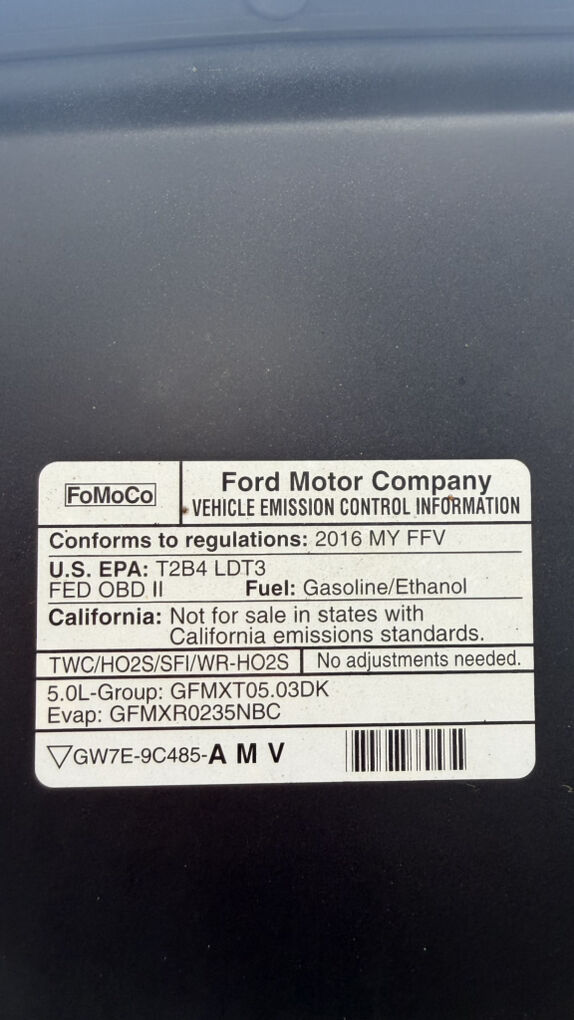 FoMoCo
Ford Motor Company
VEHICLE EMISSION CONTROL INFORMATION
Conforms to regulations: 2016 MY FFV
U.S. EPA: T2B4 LDT3
FED OBD II Fuel: Gasoline/Ethanol
California: Not for sale in states with
California emissions standards.
TWC/HO2S/SFI/WR-HO2S No adjustments needed.
5.0L-Group: GFMXT05.03DK
Evap: GFMXR0235NBC
GW7E-9C485-A M V